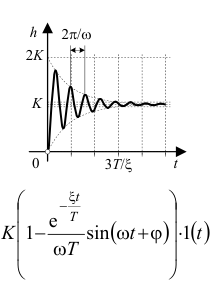 h
2π/ω
2K
K
0
3T/ξ
t
K(1-e^{-ξt/T}/ωT sin(ωt+φ))·1(t)